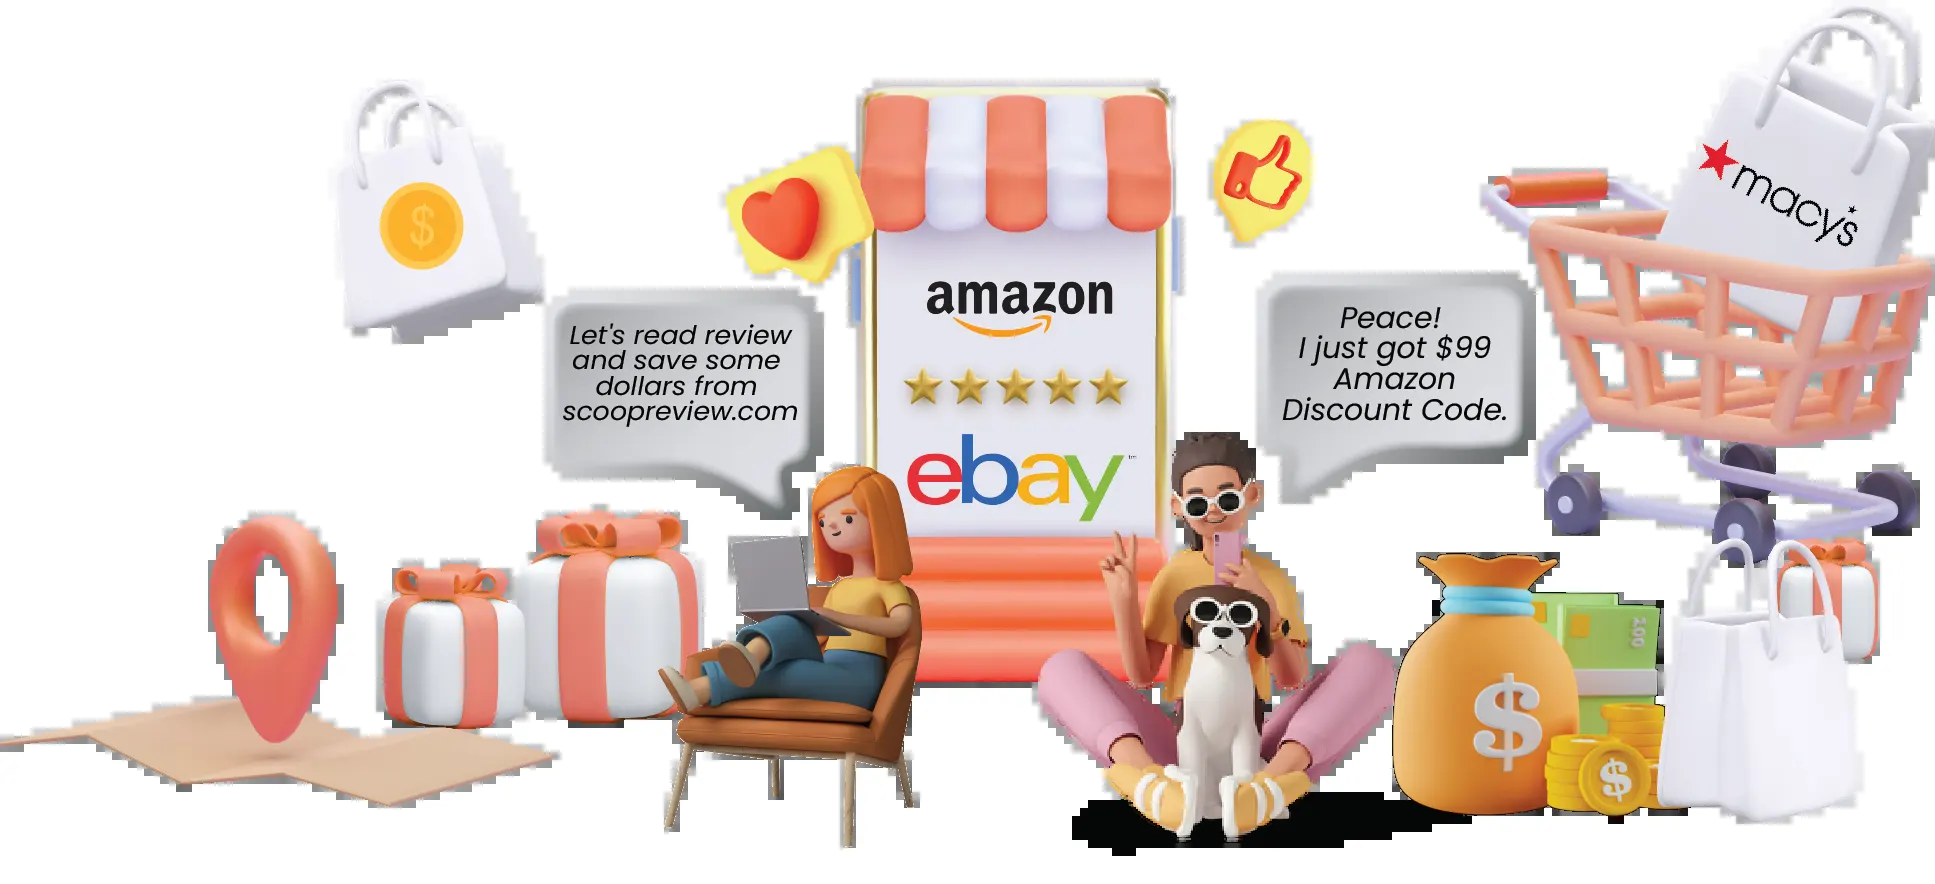 $
Let's read review
and save some
dollars from
scoopreview.com
amazon
ebay
™
Peace!
I just got $99
Amazon
Discount Code.
macy's
$
100
$